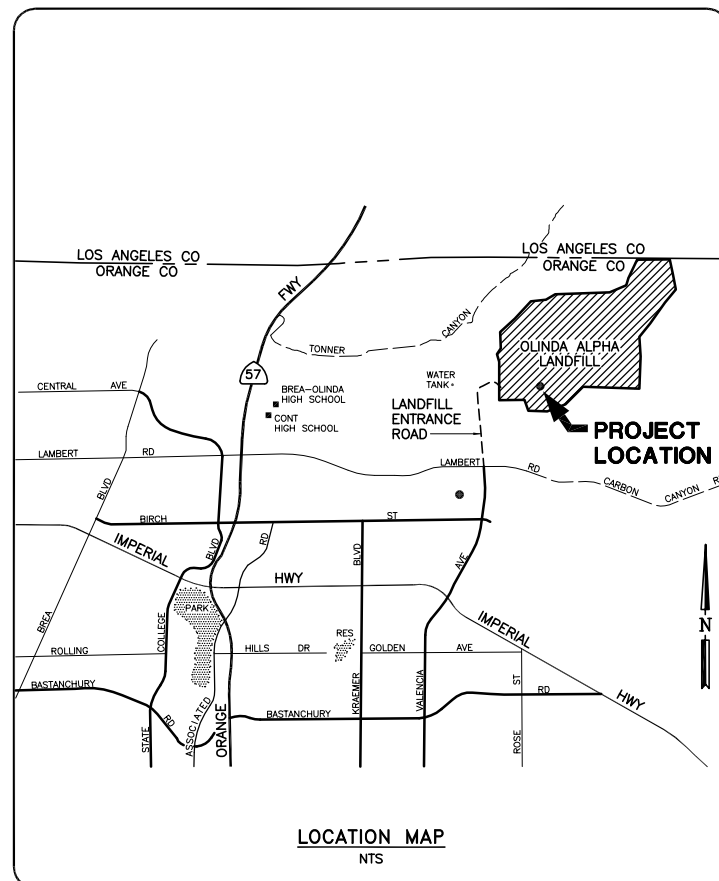 LOS ANGELES CO
ORANGE CO
LOS ANGELES CO
ORANGE CO
FWY
57
TONNER
CANYON
OLINDA ALPHA
LANDFILL
WATER
TANK
CENTRAL AVE
BREA-OLINDA
HIGH SCHOOL
CONT
HIGH SCHOOL
LANDFILL
ENTRANCE
ROAD
PROJECT
LOCATION
LAMBERT RD
LAMBERT RD
CARBON CANYON R
BLVD
BIRCH ST
IMPERIAL
BLVD
RD
HWY
BLVD
AVE
N
PARK
IMPERIAL
BREA
COLLEGE
RES
ROLLING
HILLS DR
GOLDEN AVE
BASTANCHURY
RD
STATE
ASSOCIATED
ORANGE
BASTANCHURY
KRAEMER
VALENCIA
ST
RD
ROSE
HWY
LOCATION MAP
NTS